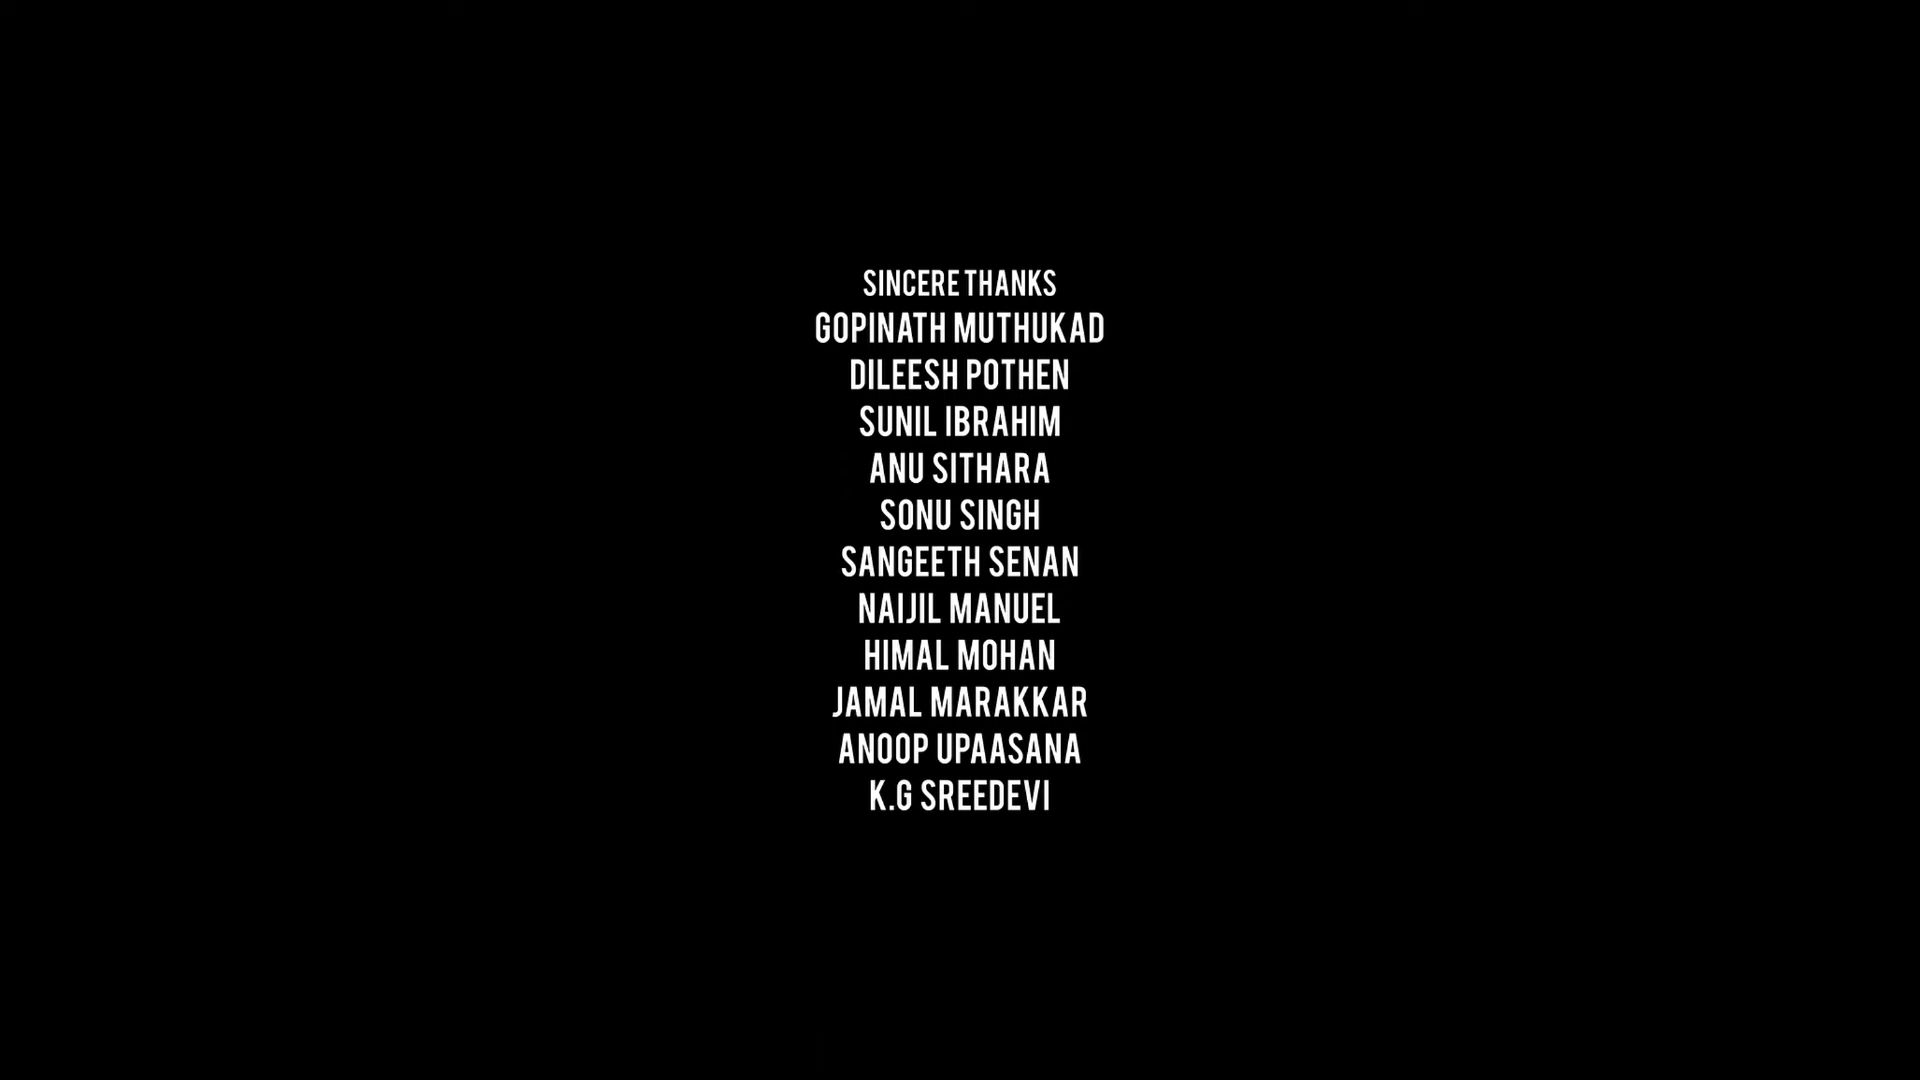 SINCERE THANKS
GOPINATH MUTHUKAD
DILEESH POTHEN
SUNIL IBRAHIM
ANU SITHARA
SONU SINGH
SANGEETH SENAN
NAIJIL MANUEL
HIMAL MOHAN
JAMAL MARAKKAR
ANOOP UPAASANA
K.G SREEDEVI